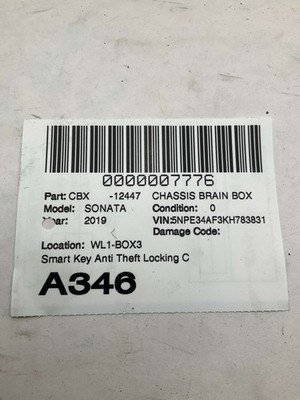 0000007776
Part: CBX -12447 CHASSIS BRAIN BOX
Model: SONATA Condition: 0
Year: 2019 VIN:5NPE34AF3KH783831
Damage Code:
Location: WL1-BOX3
Smart Key Anti Theft Locking C
A346